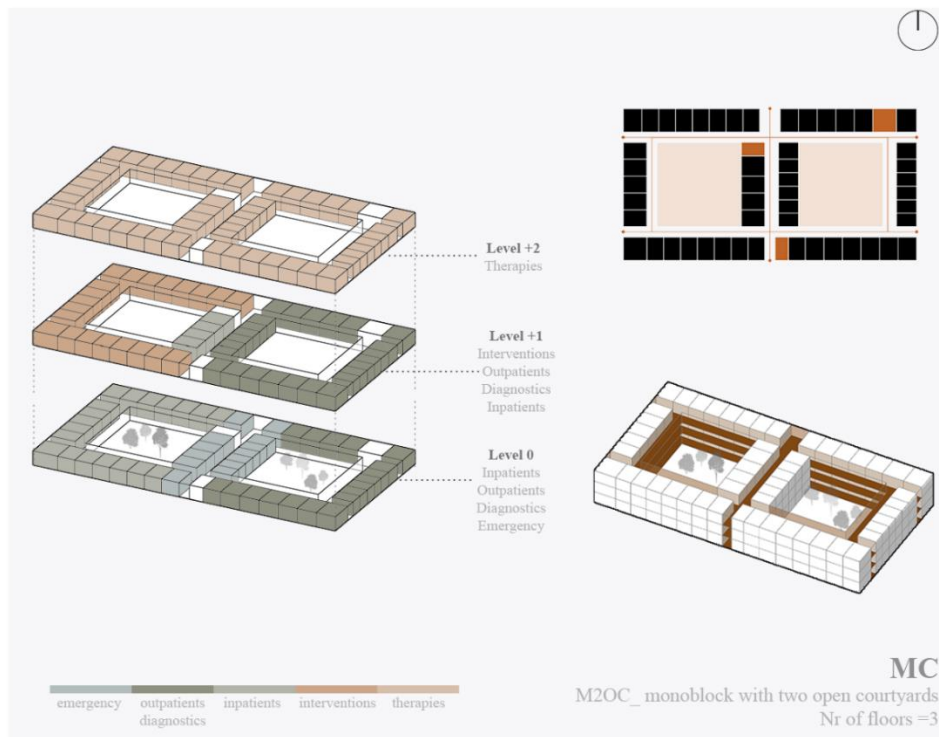 Level +2
Therapies
Level +1
Interventions
Outpatients
Diagnostics
Inpatients
Level 0
Inpatients
Outpatients
Diagnostics
Emergency
emergency
outpatients
diagnostics
inpatients
interventions
therapies
MC
M2OC_ monoblock with two open courtyards
Nr of floors =3